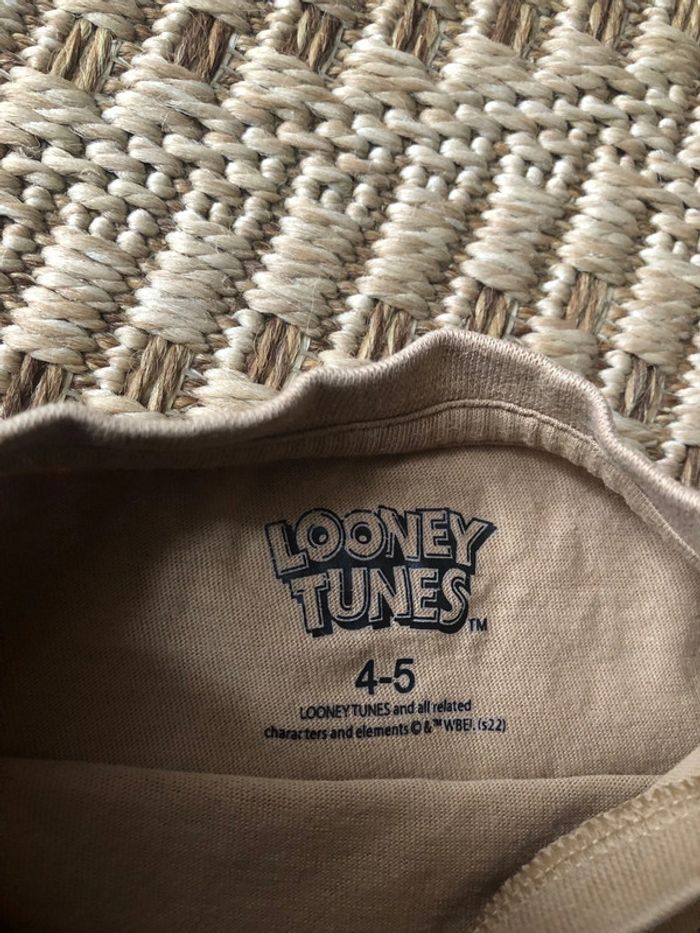 LOONEY
TUNES™
4-5
LOONEY TUNES and all related
characters and elements © & ™ WBEI. (s22)